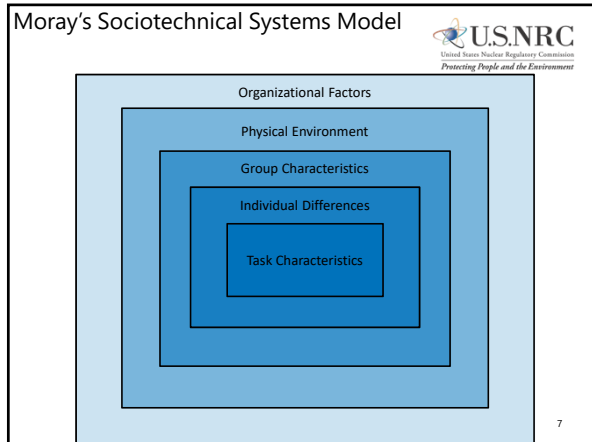 Moray's Sociotechnical Systems Model
U.S.NRC
United States Nuclear Regulatory Commission
Protecting People and the Environment
Organizational Factors
Physical Environment
Group Characteristics
Individual Differences
Task Characteristics
7